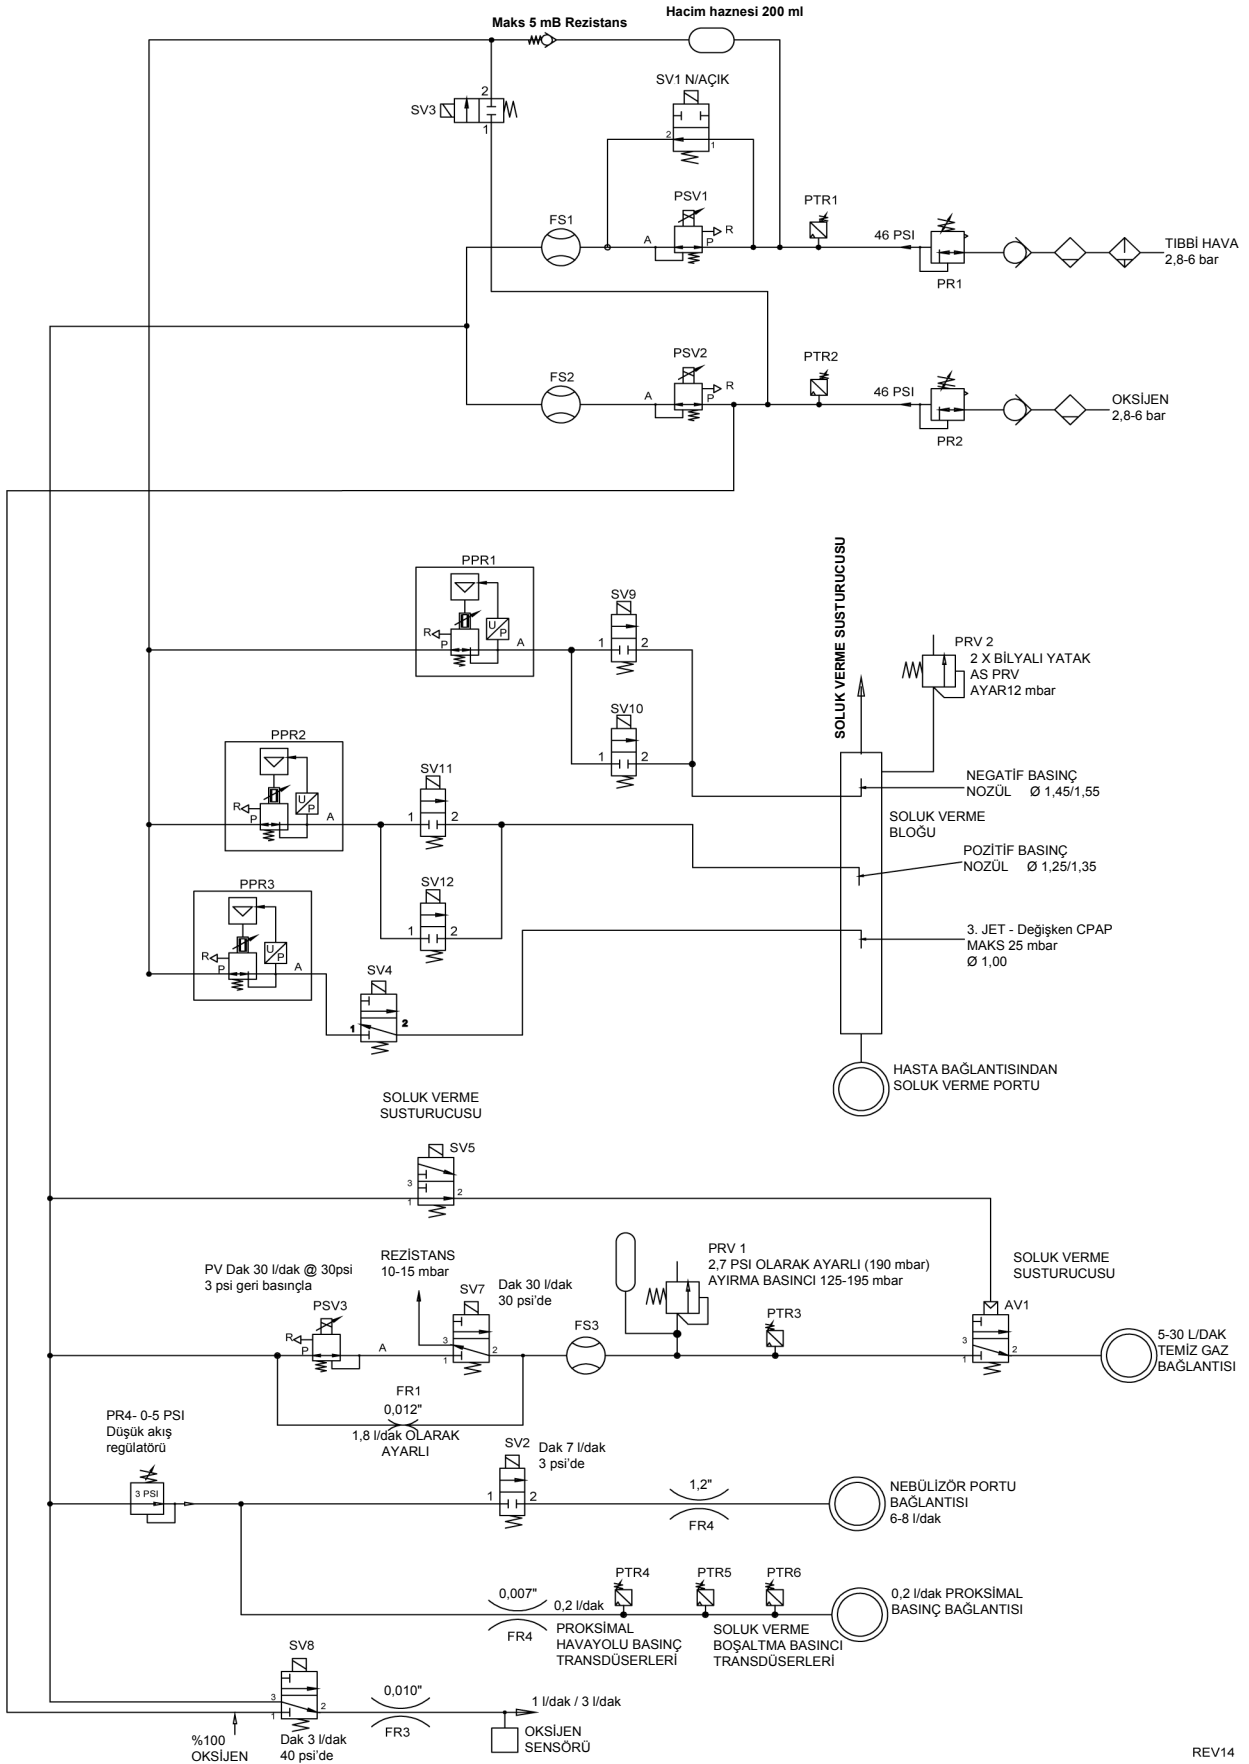 Hacim haznesi 200 ml
Maks 5 mB Rezistans
SV1 N/AÇIK
SV3
2
1
2
1
PSV1
R
A
P
FS1
PTR1
46 PSI
PR1
TIBBİ HAVA
2,8-6 bar
PSV2
R
A
P
FS2
PTR2
46 PSI
PR2
OKSİJEN
2,8-6 bar
PPR1
R
P
U
P
A
SV9
1
2
SV10
1
2
SOLUK VERME SUSTURUCUSU
PRV 2
2 X BİLYALI YATAK
AS PRV
AYAR12 mbar
PPR2
R
P
U
P
A
SV11
1
2
SV12
1
2
NEGATİF BASINÇ
NOZÜL Ø 1,45/1,55
SOLUK VERME
BLOĞU
POZİTİF BASINÇ
NOZÜL Ø 1,25/1,35
PPR3
R
P
U
P
A
SV4
1
2
3. JET - Değişken CPAP
MAKS 25 mbar
Ø 1,00
HASTA BAĞLANTISINDAN
SOLUK VERME PORTU
SOLUK VERME
SUSTURUCUSU
SV5
3
1
2
PV Dak 30 l/dak @ 30psi
3 psi geri basınçla
PSV3
R
P
A
REZİSTANS
10-15 mbar
SV7
3
1
2
Dak 30 l/dak
30 psi'de
FS3
PRV 1
2,7 PSI OLARAK AYARLI (190 mbar)
AYIRMA BASINCI 125-195 mbar
PTR3
SOLUK VERME
SUSTURUCUSU
AV1
3
1
2
5-30 L/DAK
TEMİZ GAZ
BAĞLANTISI
FR1
0,012"
1,8 l/dak OLARAK
AYARLI
PR4- 0-5 PSI
Düşük akış
regülatörü
3 PSI
SV2
1
2
Dak 7 l/dak
3 psi'de
1,2"
FR4
NEBÜLİZÖR PORTU
BAĞLANTISI
6-8 l/dak
0,007"
FR4
0,2 l/dak
PTR4
PTR5
PTR6
PROKSİMAL
HAVAYOLU BASINÇ
TRANSDÜSERLERİ
SOLUK VERME
BOŞALTMA BASINCI
TRANSDÜSERLERİ
0,2 l/dak PROKSİMAL
BASINÇ BAĞLANTISI
SV8
3
1
2
%100
OKSİJEN
Dak 3 l/dak
40 psi'de
0,010"
FR3
1 l/dak / 3 l/dak
OKSİJEN
SENSÖRÜ
REV14